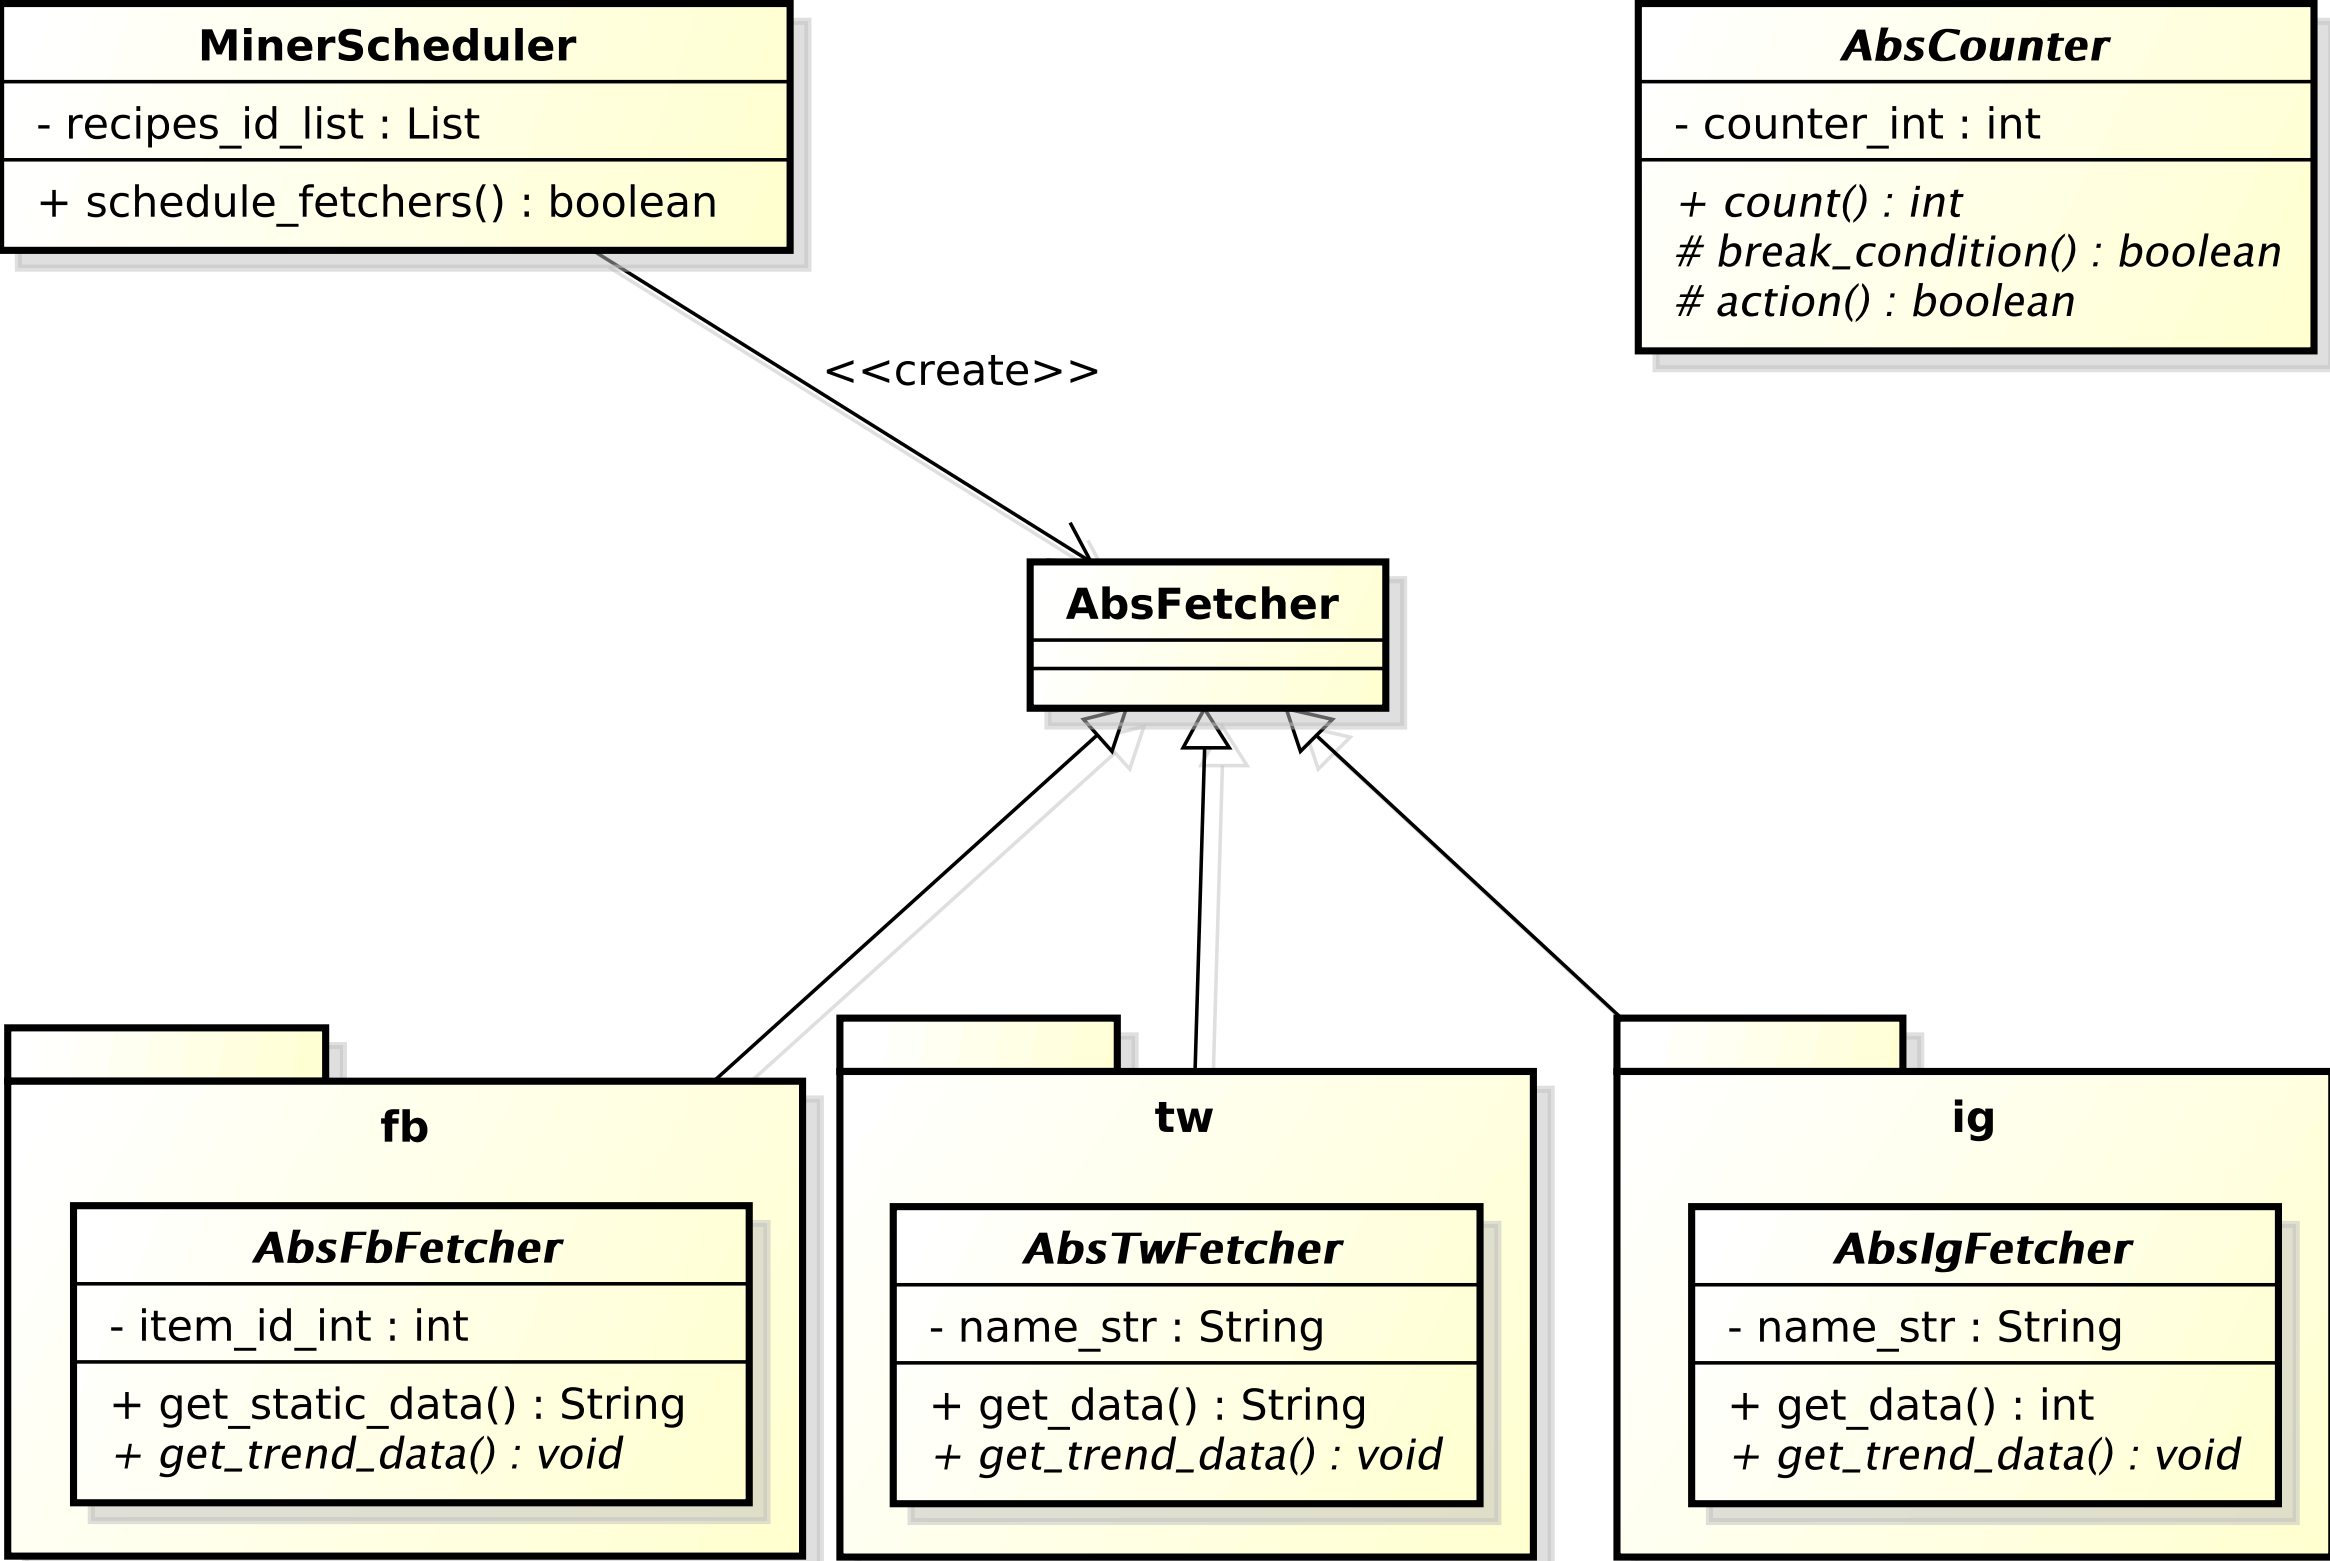 MinerScheduler
- recipes_id_list : List
+ schedule_fetchers() : boolean
AbsCounter
- counter_int : int
+ count() : int
# break_condition() : boolean
# action() : boolean
<<create>>
AbsFetcher
fb
AbsFbFetcher
- item_id_int : int
+ get_static_data() : String
+ get_trend_data() : void
tw
AbsTwFetcher
- name_str : String
+ get_data() : String
+ get_trend_data() : void
ig
AbsIgFetcher
- name_str : String
+ get_data() : int
+ get_trend_data() : void